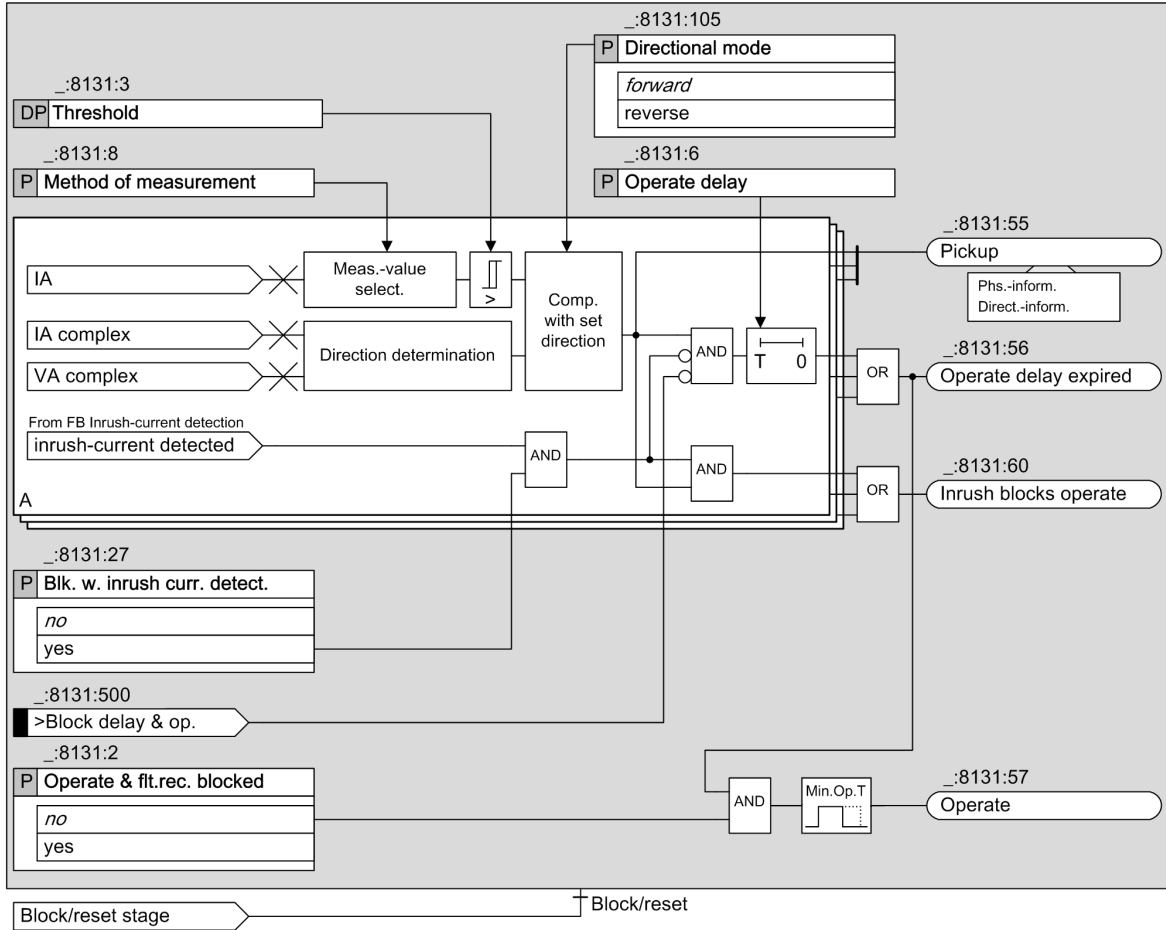 _:8131:105
P Directional mode
forward
reverse
_:8131:3
DP Threshold
_:8131:8
P Method of measurement
_:8131:6
P Operate delay
_:8131:55
Pickup
Phs.-inform.
Direct.-inform.
IA
Meas.-value
select.
>
Comp.
with set
direction
IA complex
VA complex
Direction determination
AND
T 0
OR
_:8131:56
Operate delay expired
From FB Inrush-current detection
inrush-current detected
AND
AND
OR
_:8131:60
Inrush blocks operate
A
_:8131:27
P Blk. w. inrush curr. detect.
no
yes
_:8131:500
>Block delay & op.
_:8131:2
P Operate & flt.rec. blocked
no
yes
AND
Min.Op.T
_:8131:57
Operate
Block/reset
Block/reset stage